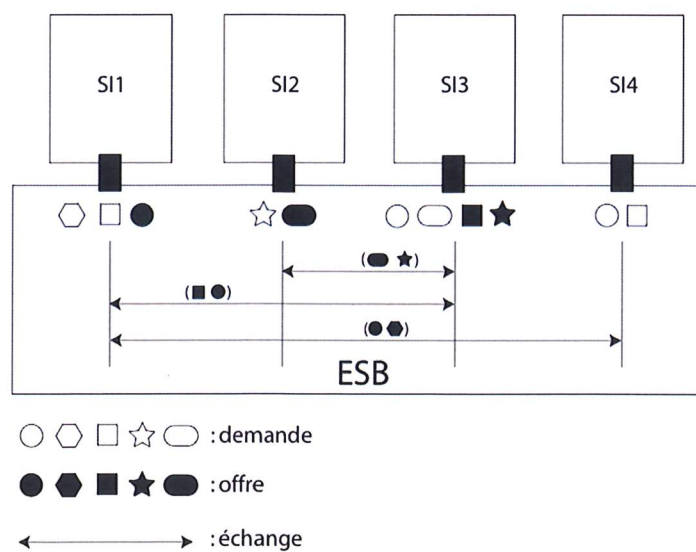 SI1 SI2 SI3 SI4
ESB
: demande
: offre
: échange